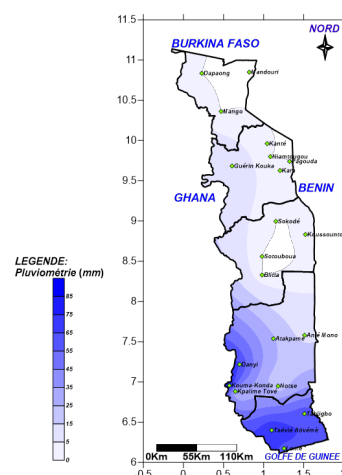 11.5
NORD
BURKINA FASO
11
Dapaong
Mandouri
10.5
Mango
10
Kanté
Niamtougou
Pagouda
Guérin Kouka
Kara
9.5
BENIN
GHANA
9
Sokodé
Koussountou
Sotouboua
8.5
Blitta
LEGENDE:
Pluviométrie (mm)
8
85
75
65
55
45
35
25
15
5
0
7.5
Atakpamé
Anié Mono
Danyi
7
Kouma-Konda
Notse
Kpalime Tové
6.5
Tabligbo
Tsévié
0Km 55Km 110Km
GOLFE DE GUINEE
6
0.5 1 1.5